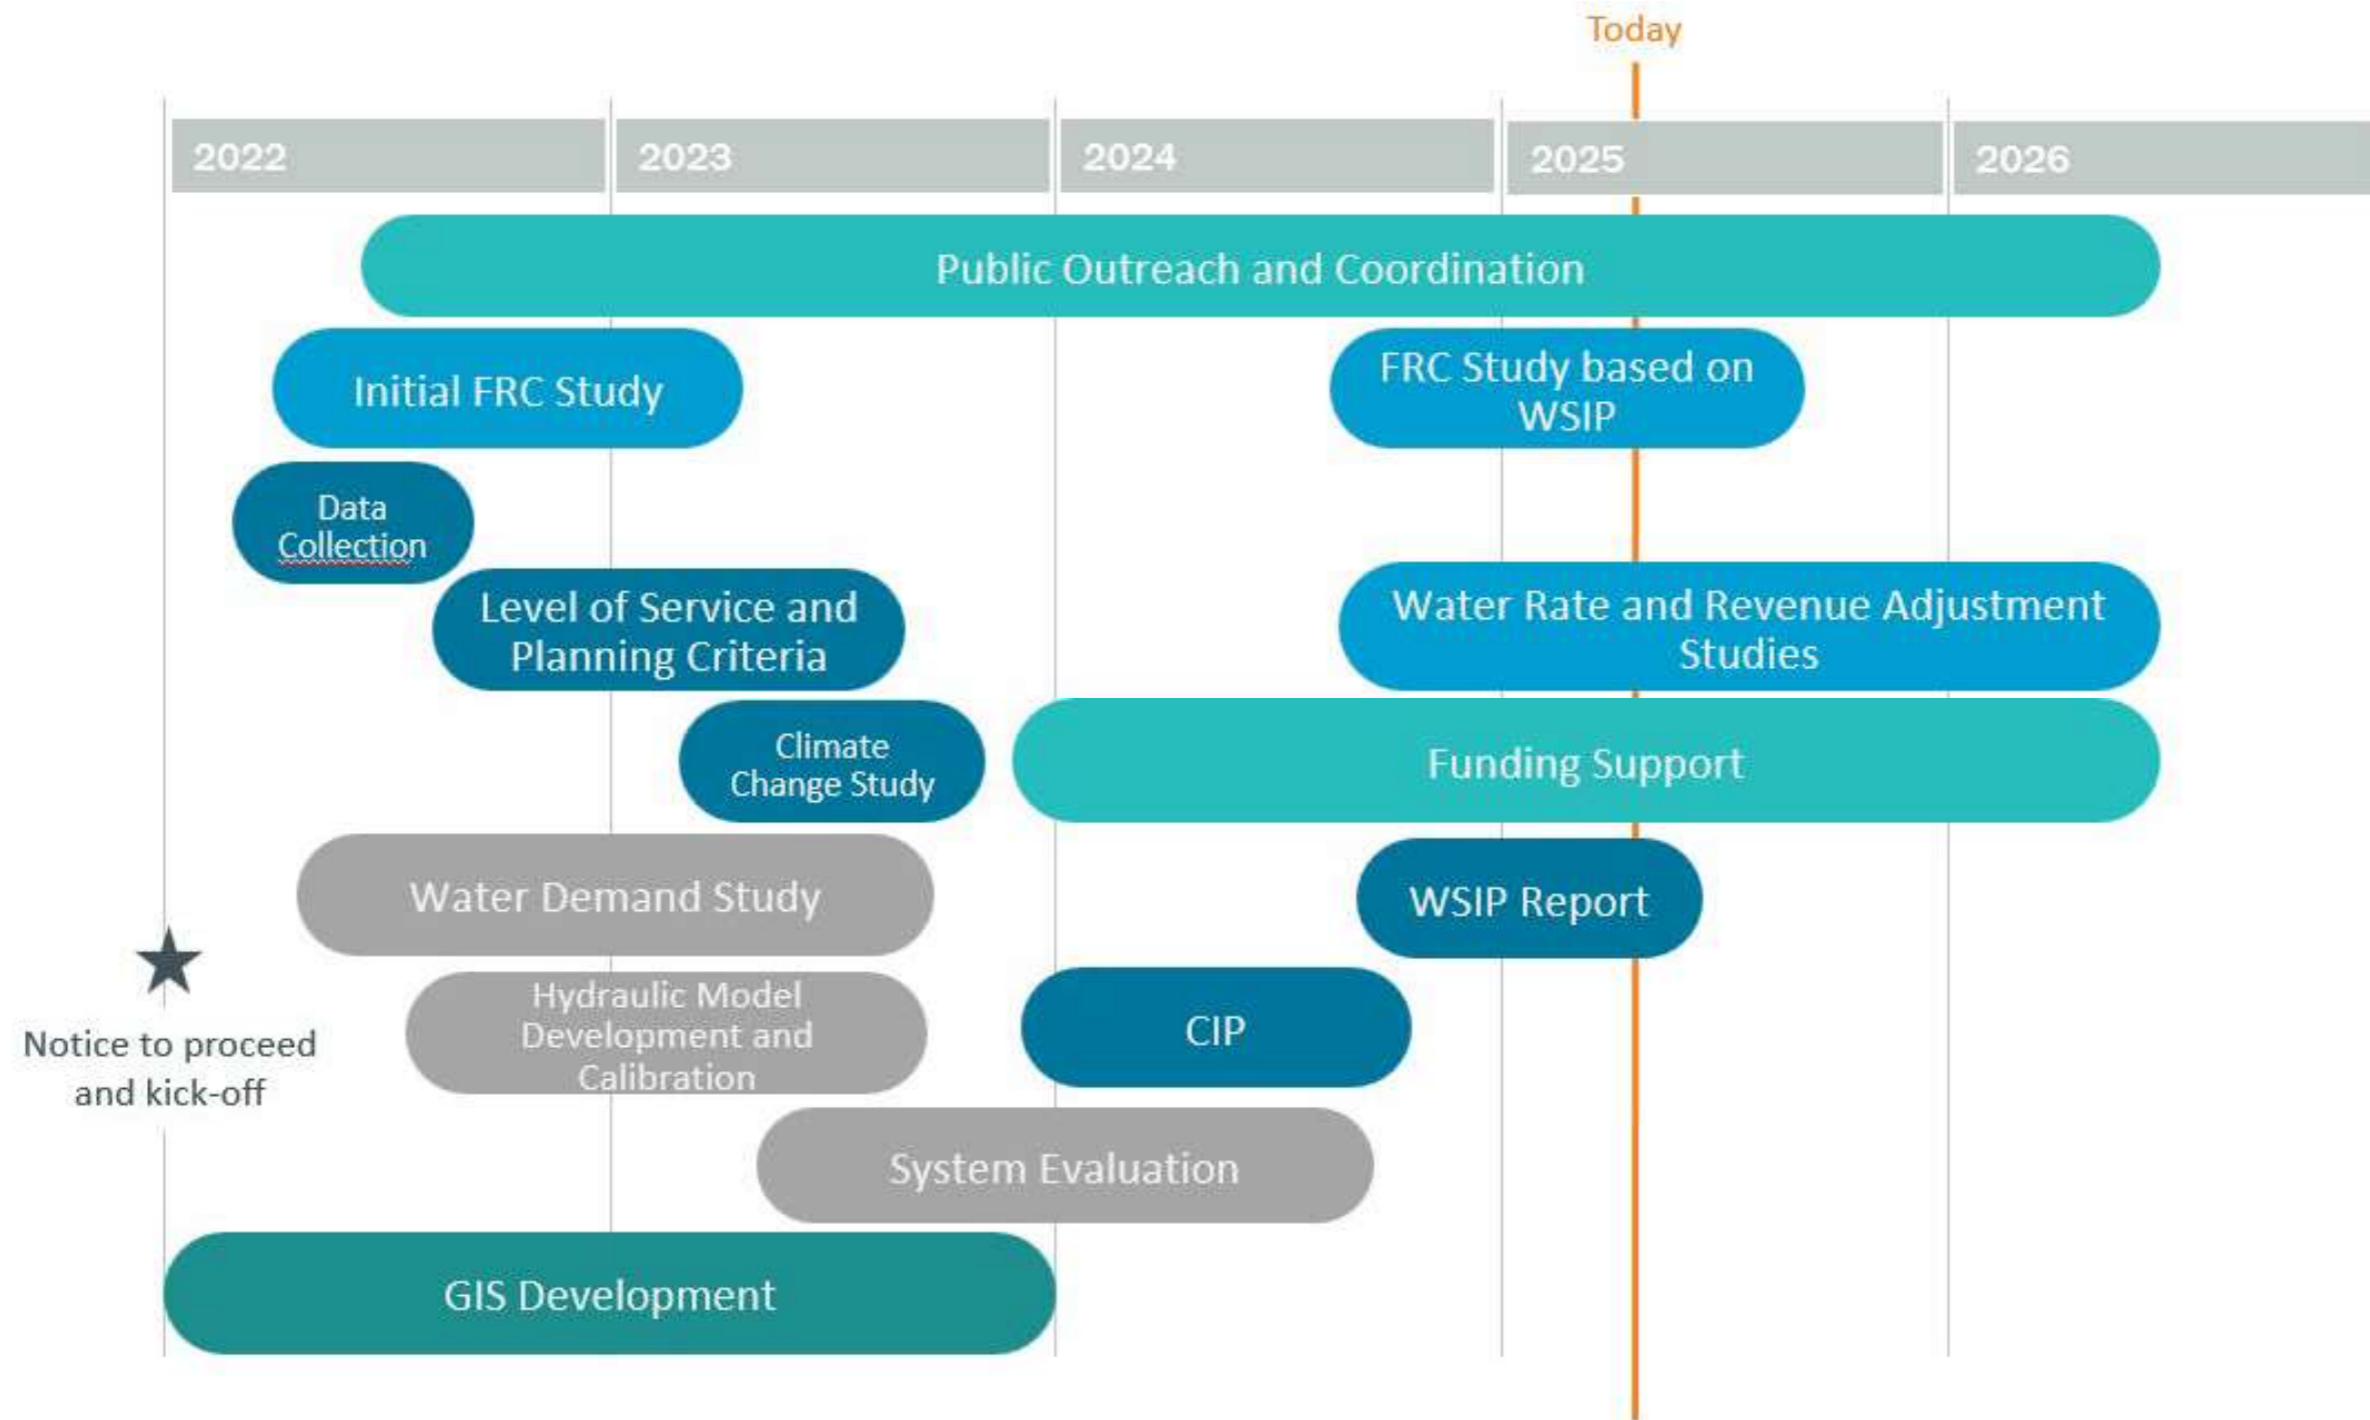 Today
2022
2023
2024
2025
2026
Public Outreach and Coordination
Initial FRC Study
FRC Study based on
WSIP
Data
Collection
Level of Service and
Planning Criteria
Water Rate and Revenue Adjustment
Studies
Climate
Change Study
Funding Support
Water Demand Study
WSIP Report
Notice to proceed
and kick-off
Hydraulic Model
Development and
Calibration
CIP
System Evaluation
GIS Development